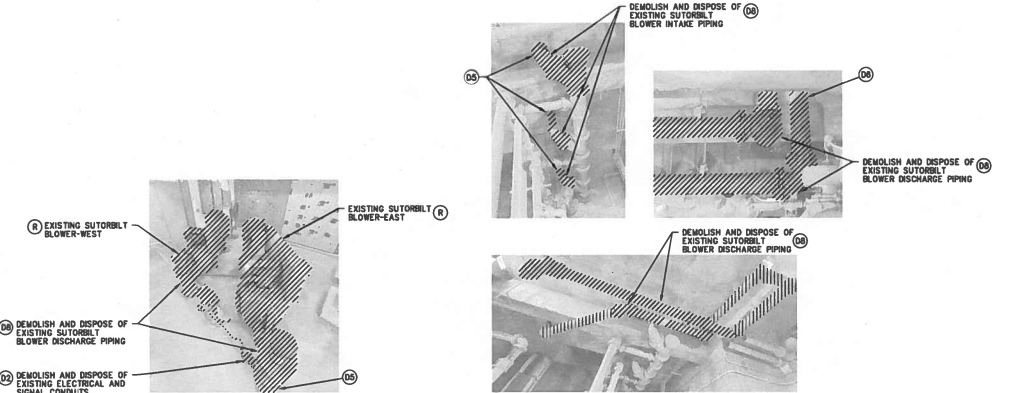 DEMOLISH AND DISPOSE OF D8
EXISTING SUTORBILT
BLOWER INTAKE PIPING
D5
D8
DEMOLISH AND DISPOSE OF D8
EXISTING SUTORBILT
BLOWER DISCHARGE PIPING
R EXISTING SUTORBILT
BLOWER-WEST
EXISTING SUTORBILT R
BLOWER-EAST
DEMOLISH AND DISPOSE OF D8
EXISTING SUTORBILT
BLOWER DISCHARGE PIPING
D8 DEMOLISH AND DISPOSE OF
EXISTING SUTORBILT
BLOWER DISCHARGE PIPING
D2 DEMOLISH AND DISPOSE OF
EXISTING ELECTRICAL AND
SIGNAL CONDUITS
D5